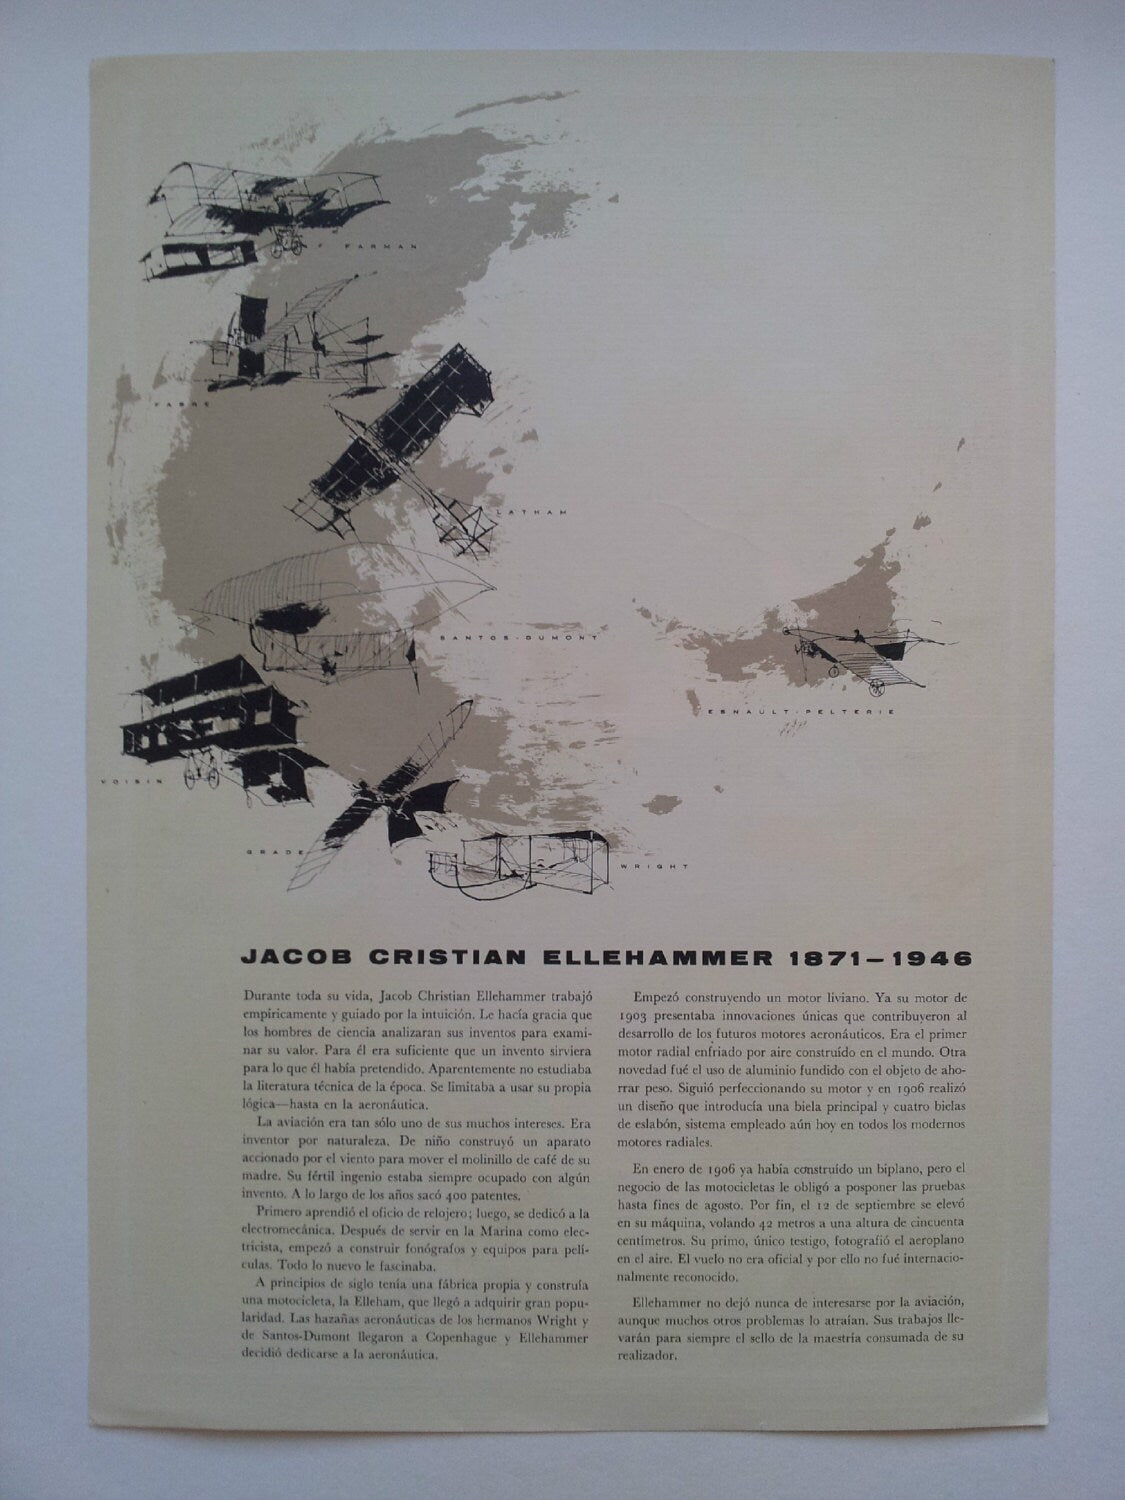 FARMAN
FABRE
LATHAM
SANTOS-DUMONT
ESNAULT-PELTERIE
VOISIN
GRADE
WRIGHT
JACOB CRISTIAN ELLEHAMMER 1871–1946
Durante toda su vida, Jacob Christian Ellehammer trabajó
empíricamente y guiado por la intuición. Le hacía gracia que
los hombres de ciencia analizaran sus inventos para exami-
nar su valor. Para él era suficiente que un invento sirviera
para lo que él había pretendido. Aparentemente no estudiaba
la literatura técnica de la época. Se limitaba a usar su propia
lógica—hasta en la aeronáutica.
La aviación era tan sólo uno de sus muchos intereses. Era
inventor por naturaleza. De niño construyó un aparato
accionado por el viento para mover el molinillo de café de su
madre. Su fértil ingenio estaba siempre ocupado con algún
invento. A lo largo de los años sacó 400 patentes.
Primero aprendió el oficio de relojero; luego, se dedicó a la
electromecánica. Después de servir en la Marina como elec-
tricista, empezó a construir fonógrafos y equipos para pelí-
culas. Todo lo nuevo le fascinaba.
A principios de siglo tenía una fábrica propia y construía
una motocicleta, la Elleham, que llegó a adquirir gran popu-
laridad. Las hazañas aeronáuticas de los hermanos Wright y
de Santos-Dumont llegaron a Copenhague y Ellehammer
decidió dedicarse a la aeronáutica.
Empezó construyendo un motor liviano. Ya su motor de
1903 presentaba innovaciones únicas que contribuyeron al
desarrollo de los futuros motores aeronáuticos. Era el primer
motor radial enfriado por aire construído en el mundo. Otra
novedad fué el uso de aluminio fundido con el objeto de aho-
rrar peso. Siguió perfeccionando su motor y en 1906 realizó
un diseño que introducía una biela principal y cuatro bielas
de eslabón, sistema empleado aún hoy en todos los modernos
motores radiales.
En enero de 1906 ya había construído un biplano, pero el
negocio de las motocicletas le obligó a posponer las pruebas
hasta fines de agosto. Por fin, el 12 de septiembre se elevó
en su máquina, volando 42 metros a una altura de cincuenta
centímetros. Su primo, único testigo, fotografió el aeroplano
en el aire. El vuelo no era oficial y por ello no fué internacio-
nalmente reconocido.
Ellehammer no dejó nunca de interesarse por la aviación,
aunque muchos otros problemas lo atraían. Sus trabajos lle-
varán para siempre el sello de la maestría consumada de su
realizador.